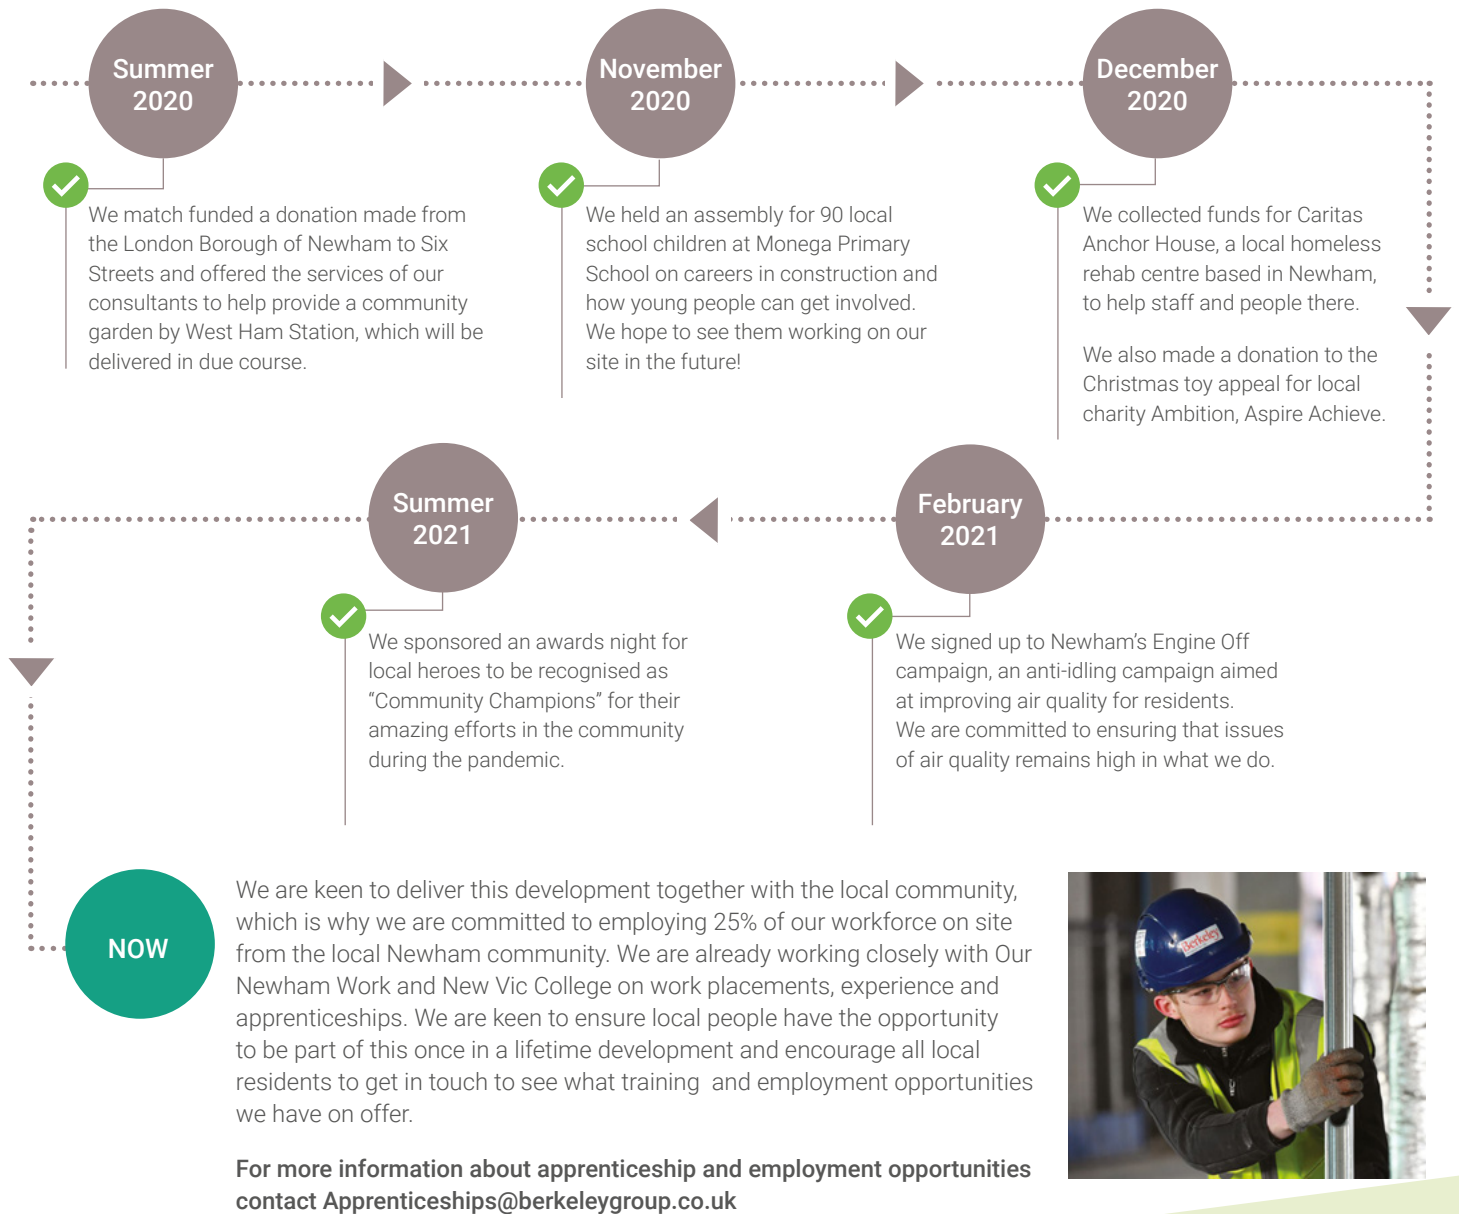 Summer
2020
We match funded a donation made from
the London Borough of Newham to Six
Streets and offered the services of our
consultants to help provide a community
garden by West Ham Station, which will be
delivered in due course.
November
2020
We held an assembly for 90 local
school children at Monega Primary
School on careers in construction and
how young people can get involved.
We hope to see them working on our
site in the future!
December
2020
We collected funds for Caritas
Anchor House, a local homeless
rehab centre based in Newham,
to help staff and people there.
We also made a donation to the
Christmas toy appeal for local
charity Ambition, Aspire Achieve.
February
2021
We signed up to Newham’s Engine Off
campaign, an anti-idling campaign aimed
at improving air quality for residents.
We are committed to ensuring that issues
of air quality remains high in what we do.
Summer
2021
We sponsored an awards night for
local heroes to be recognised as
“Community Champions” for their
amazing efforts in the community
during the pandemic.
NOW
We are keen to deliver this development together with the local community,
which is why we are committed to employing 25% of our workforce on site
from the local Newham community. We are already working closely with Our
Newham Work and New Vic College on work placements, experience and
apprenticeships. We are keen to ensure local people have the opportunity
to be part of this once in a lifetime development and encourage all local
residents to get in touch to see what training  and employment opportunities
we have on offer.
For more information about apprenticeship and employment opportunities
contact Apprenticeships@berkeleygroup.co.uk
Berkeley